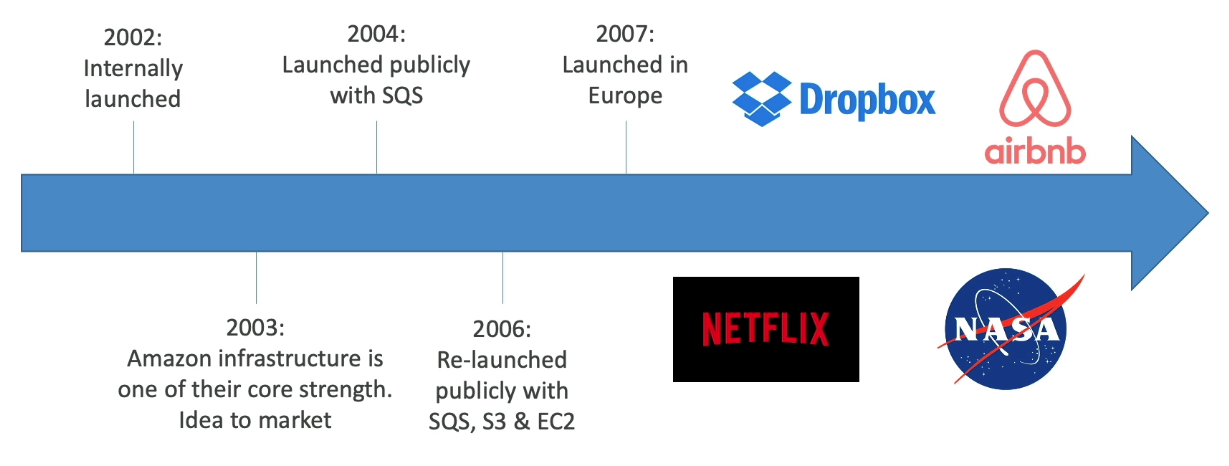 2002:
Internally
launched
2004:
Launched publicly
with SQS
2007:
Launched in
Europe
Dropbox
airbnb
2003:
Amazon infrastructure is
one of their core strength.
Idea to market
2006:
Re-launched
publicly with
SQS, S3 & EC2
NETFLIX
NASA